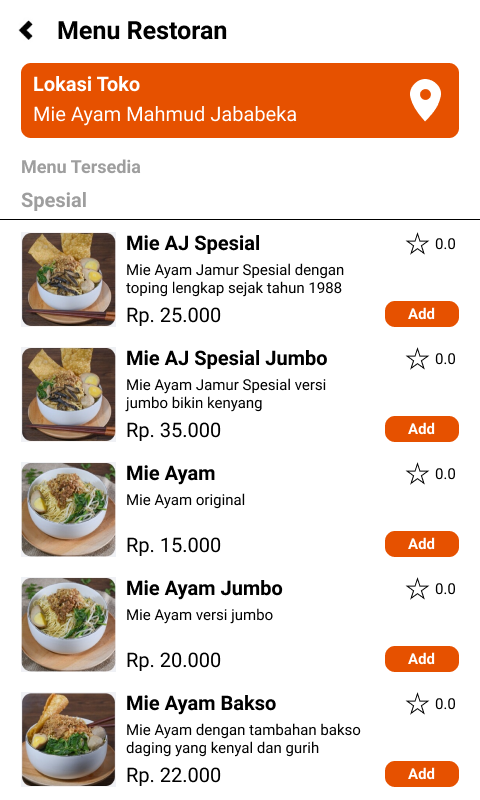 Menu Restoran
Lokasi Toko
Mie Ayam Mahmud Jababeka
Menu Tersedia
Spesial
Mie AJ Spesial
0.0
Mie Ayam Jamur Spesial dengan
toping lengkap sejak tahun 1988
Rp. 25.000
Add
Mie AJ Spesial Jumbo
0.0
Mie Ayam Jamur Spesial versi
jumbo bikin kenyang
Rp. 35.000
Add
Mie Ayam
0.0
Mie Ayam original
Rp. 15.000
Add
Mie Ayam Jumbo
0.0
Mie Ayam versi jumbo
Rp. 20.000
Add
Mie Ayam Bakso
0.0
Mie Ayam dengan tambahan bakso
daging yang kenyal dan gurih
Rp. 22.000
Add